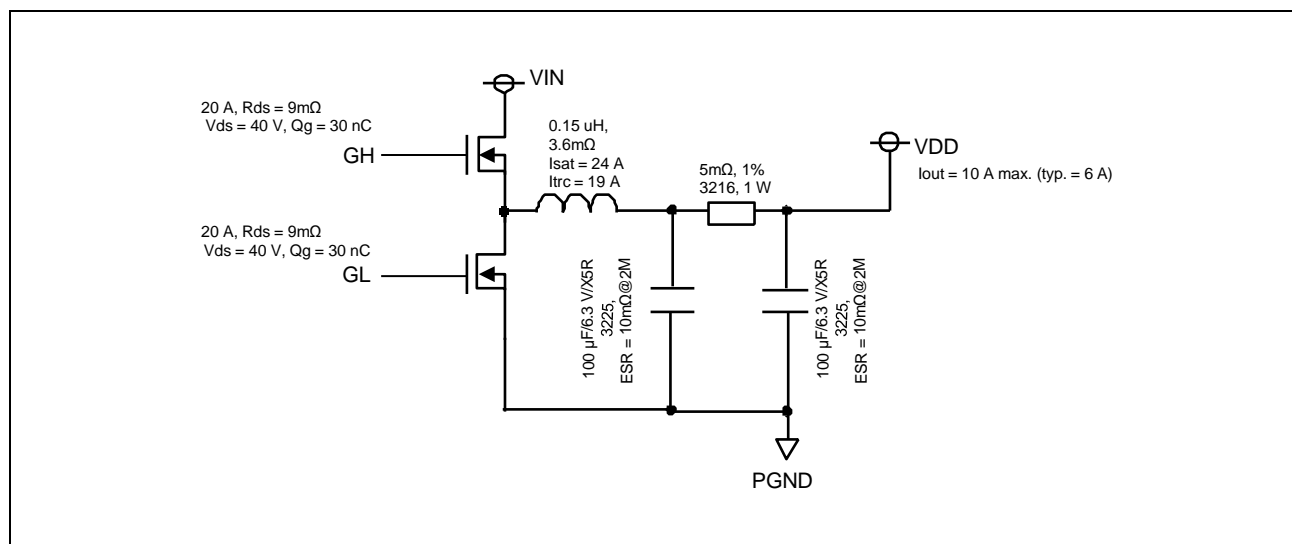 VIN
20 A, Rds = 9mΩ
Vds = 40 V, Qg = 30 nC
GH
0.15 uH,
3.6mΩ
Isat = 24 A
Itrc = 19 A
5mΩ, 1%
3216, 1 W
VDD
Iout = 10 A max. (typ. = 6 A)
20 A, Rds = 9mΩ
Vds = 40 V, Qg = 30 nC
GL
100 µF/6.3 V/X5R
3225,
ESR = 10mΩ@2M
100 µF/6.3 V/X5R
3225,
ESR = 10mΩ@2M
PGND